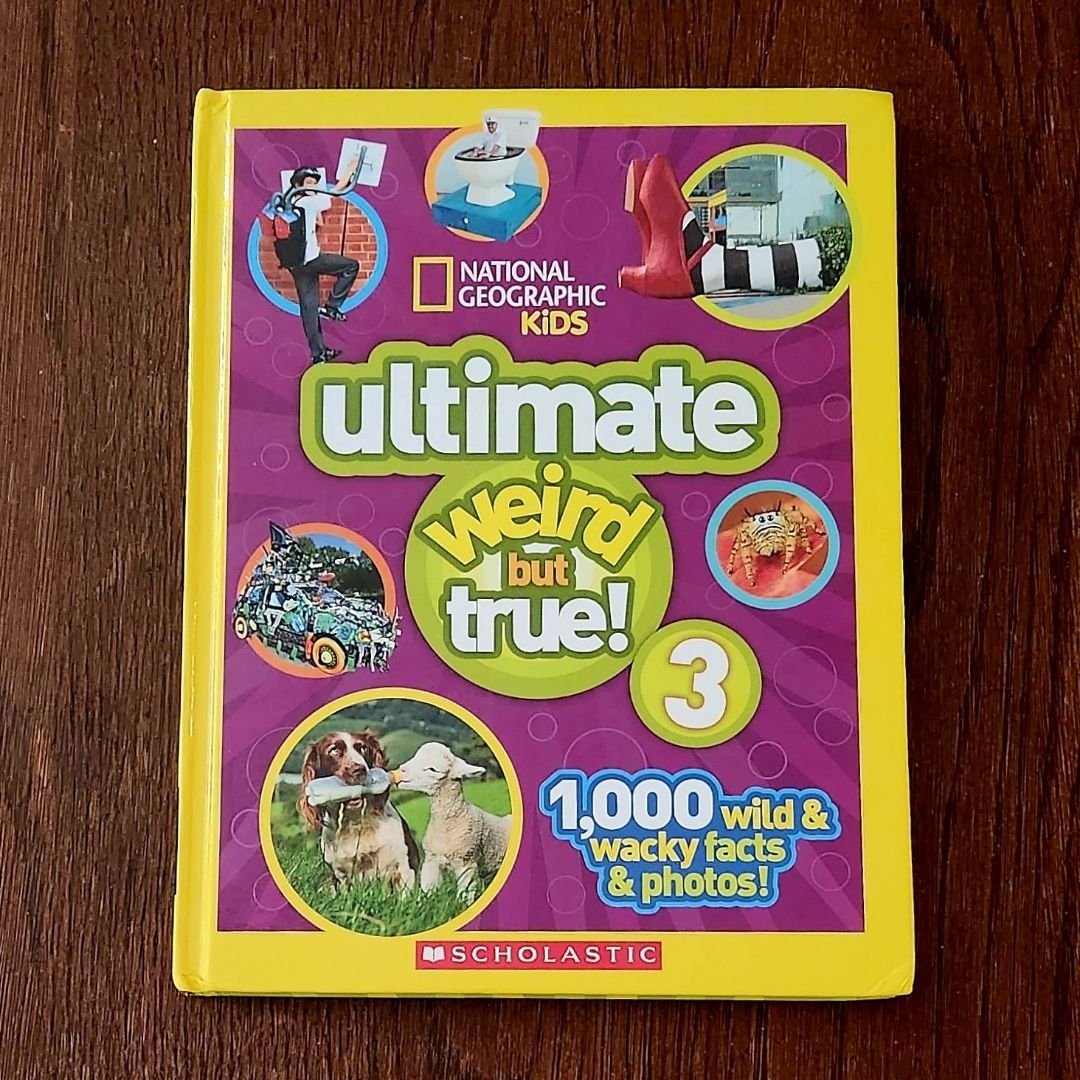 NATIONAL
GEOGRAPHIC
KiDS
ultimate
weird
but
true!
3
1,000 wild &
wacky facts
& photos!
SCHOLASTIC